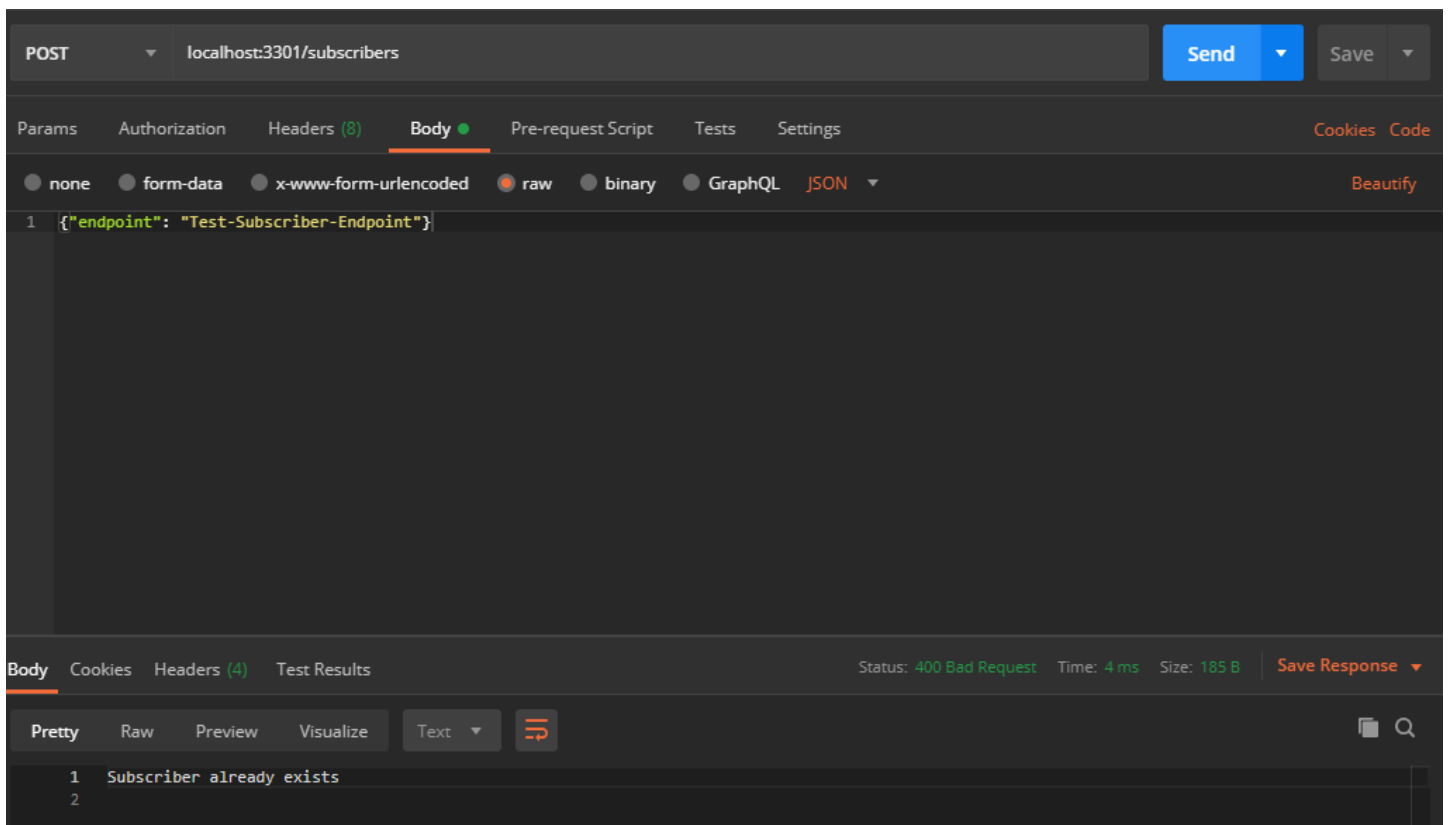 POST localhost:3301/subscribers Send Save
Params Authorization Headers (8) Body Pre-request Script Tests Settings Cookies Code
none form-data x-www-form-urlencoded raw binary GraphQL JSON Beautify
1 {"endpoint": "Test-Subscriber-Endpoint"}
Body Cookies Headers (4) Test Results Status: 400 Bad Request Time: 4 ms Size: 185 B Save Response
Pretty Raw Preview Visualize Text
1 Subscriber already exists
2